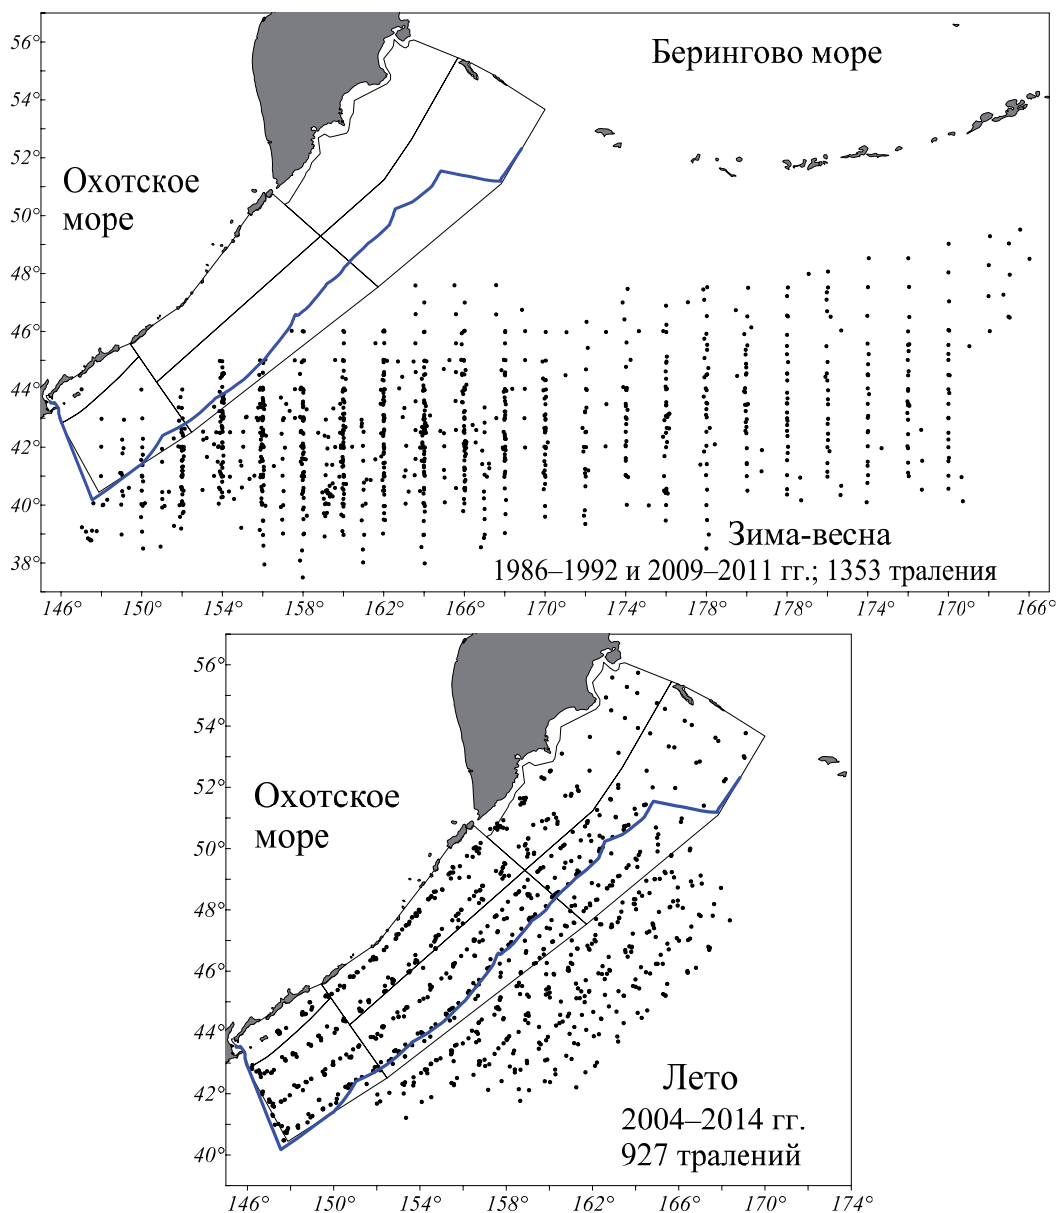 56°
54°
52°
50°
48°
46°
44°
42°
40°
38°
Берингово море
Охотское
море
Зима-весна
1986–1992 и 2009–2011 гг.; 1353 траления
146° 150° 154° 158° 162° 166° 170° 174° 178° 178° 174° 170° 166°
56°
54°
52°
50°
48°
46°
44°
42°
40°
Охотское
море
Лето
2004–2014 гг.
927 тралений
146° 150° 154° 158° 162° 166° 170° 174°